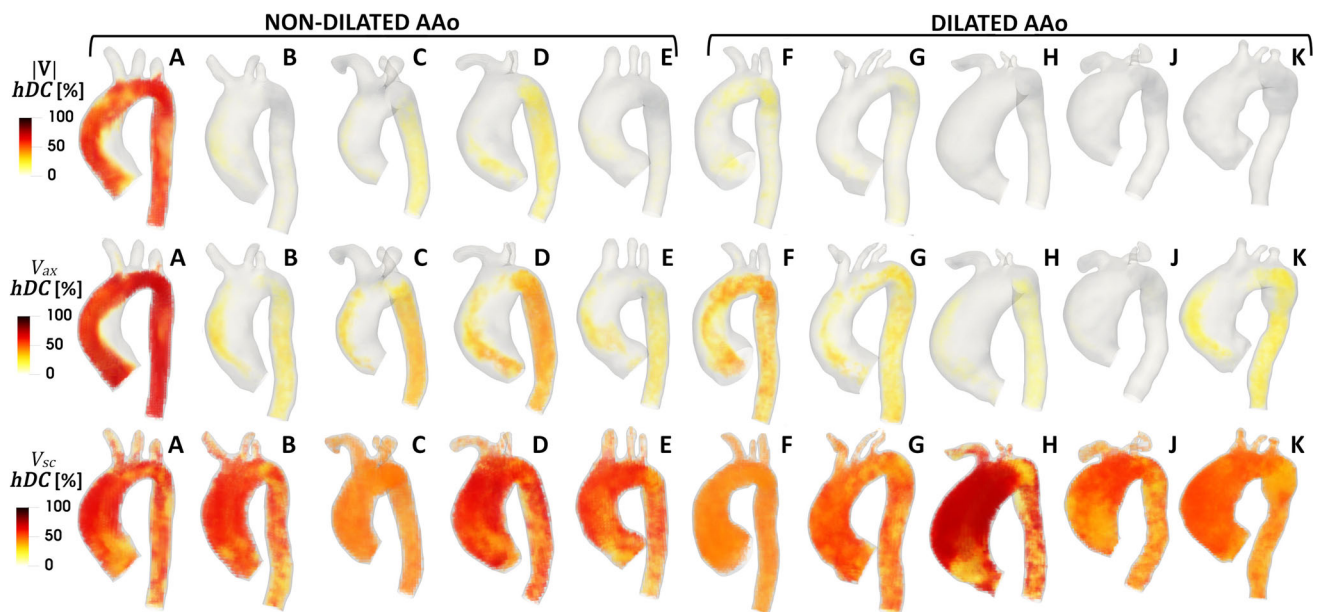 NON-DILATED AAo DILATED AAo
A B C D E F G H J K
|V|
hDC [%]
100
50
0
A B C D E F G H J K
Vax
hDC [%]
100
50
0
A B C D E F G H J K
Vsc
hDC [%]
100
50
0